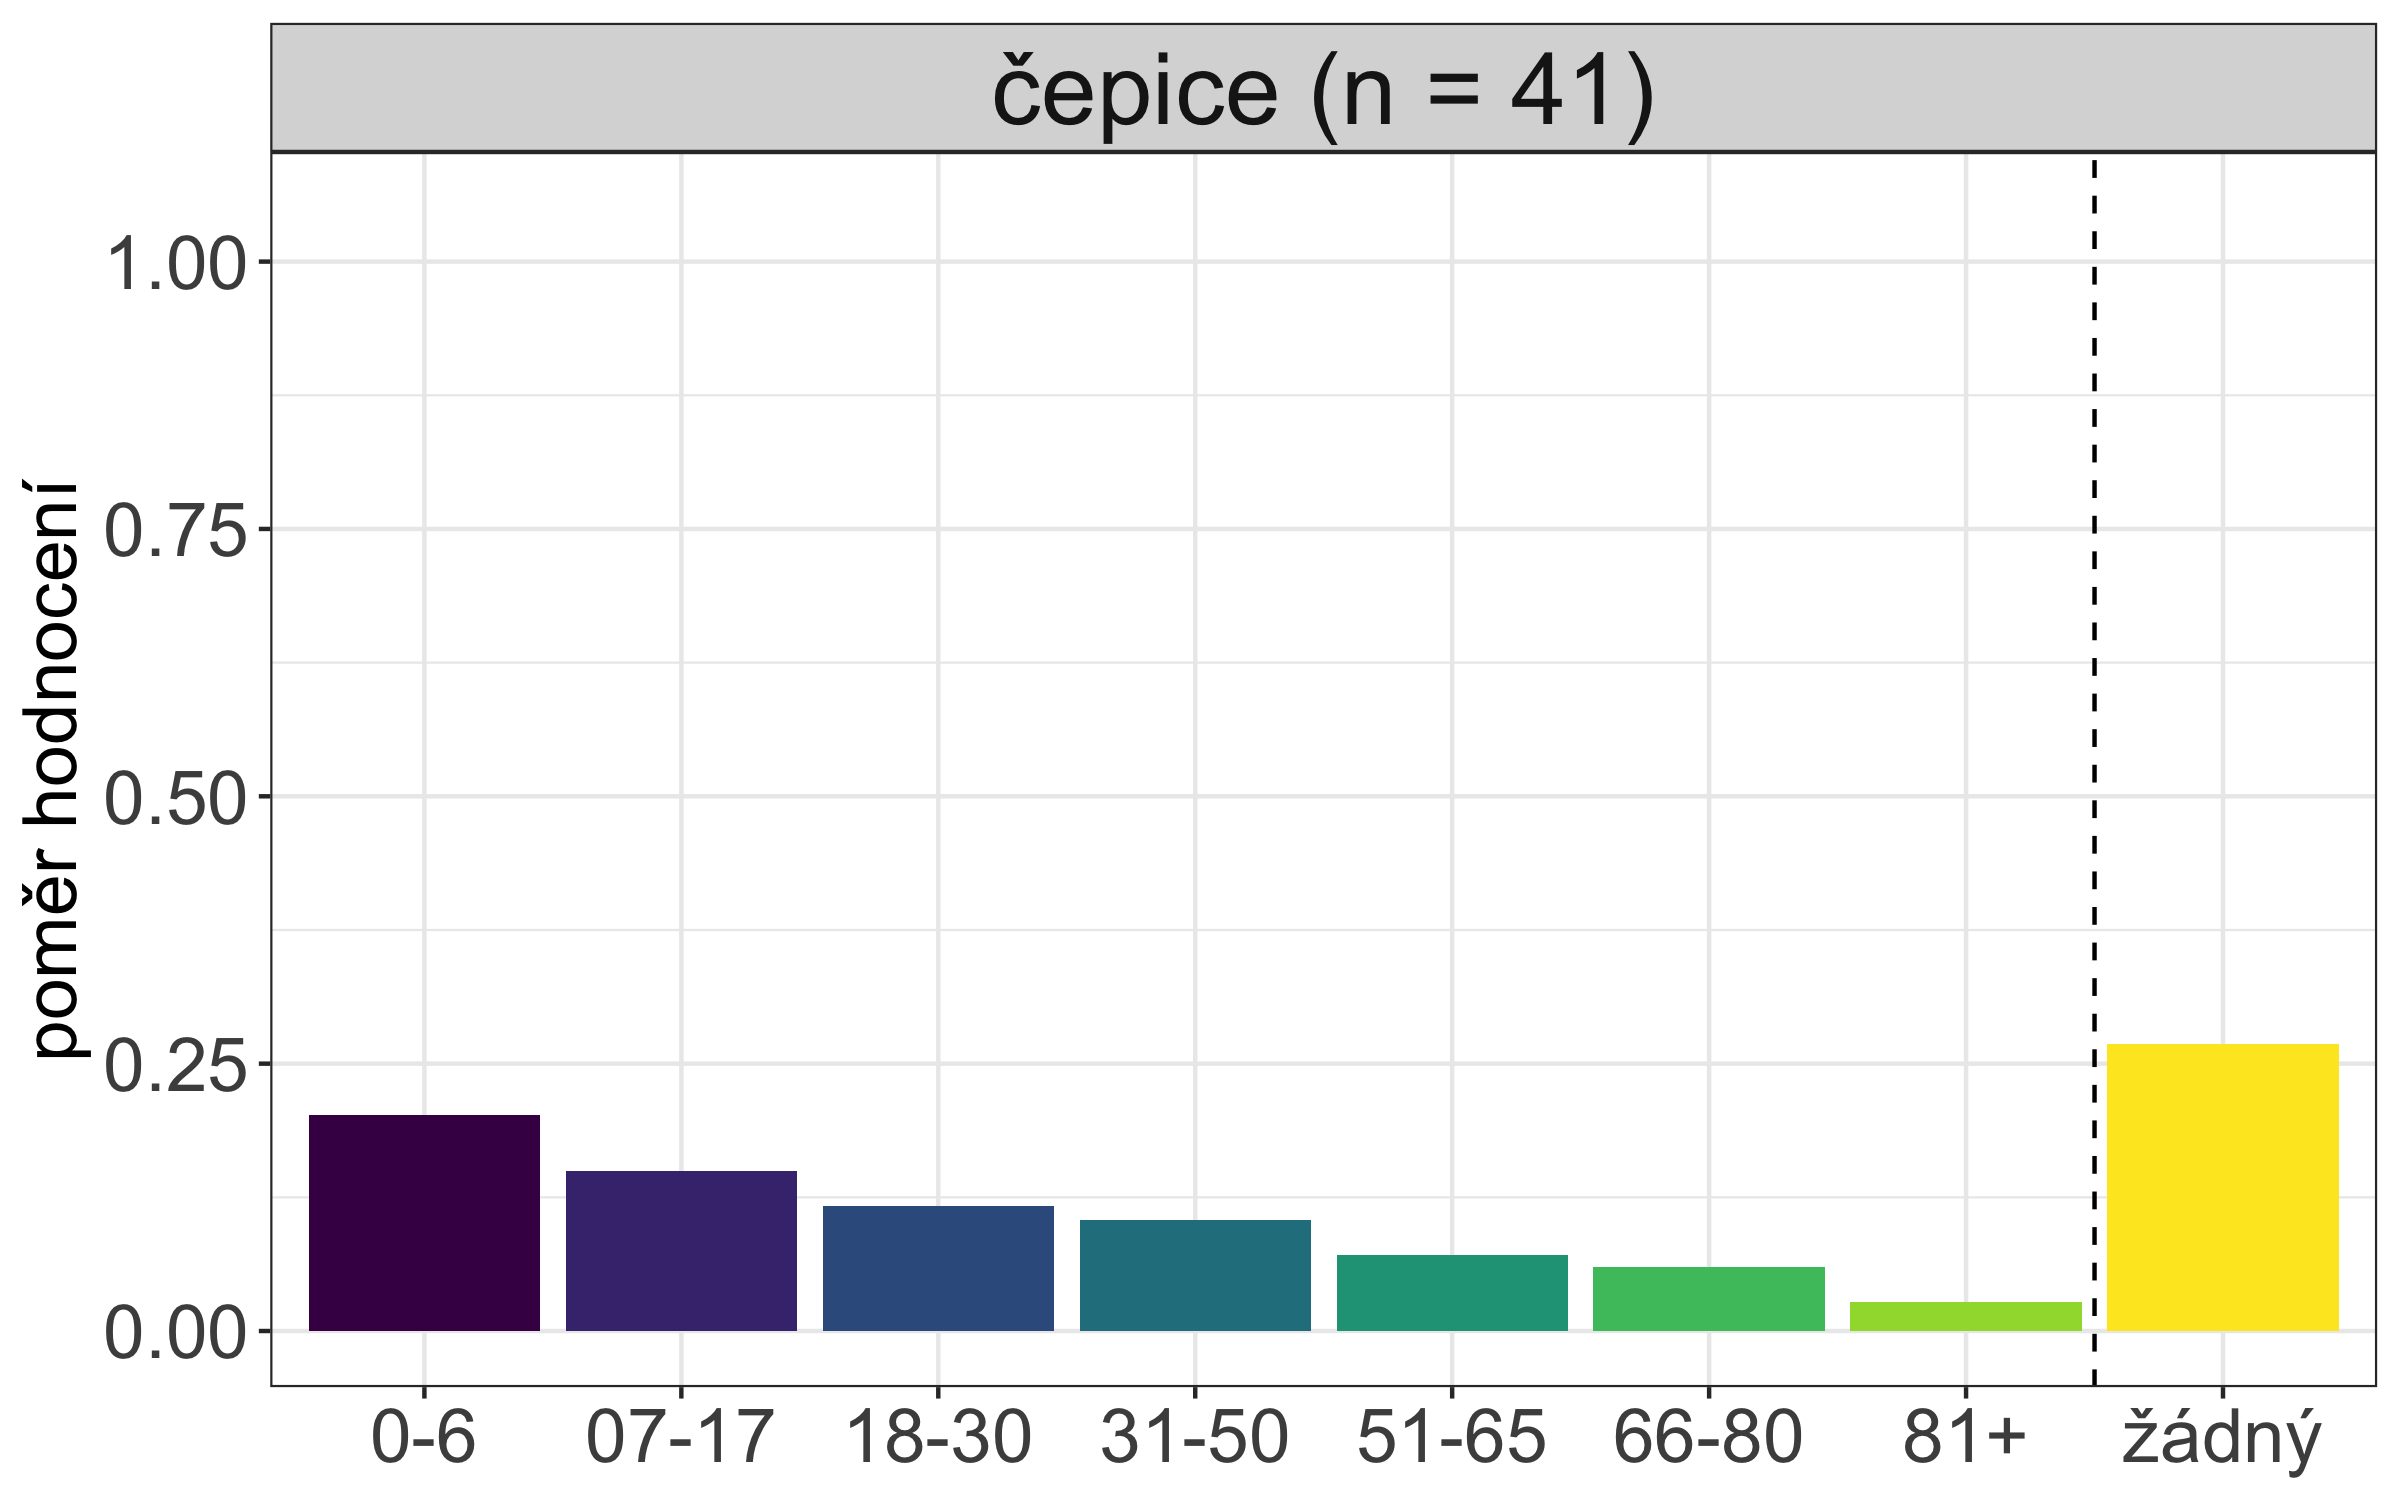 čepice (n = 41)
poměr hodnocení
1.00
0.75
0.50
0.25
0.00
0-6 07-17 18-30 31-50 51-65 66-80 81+ žádný